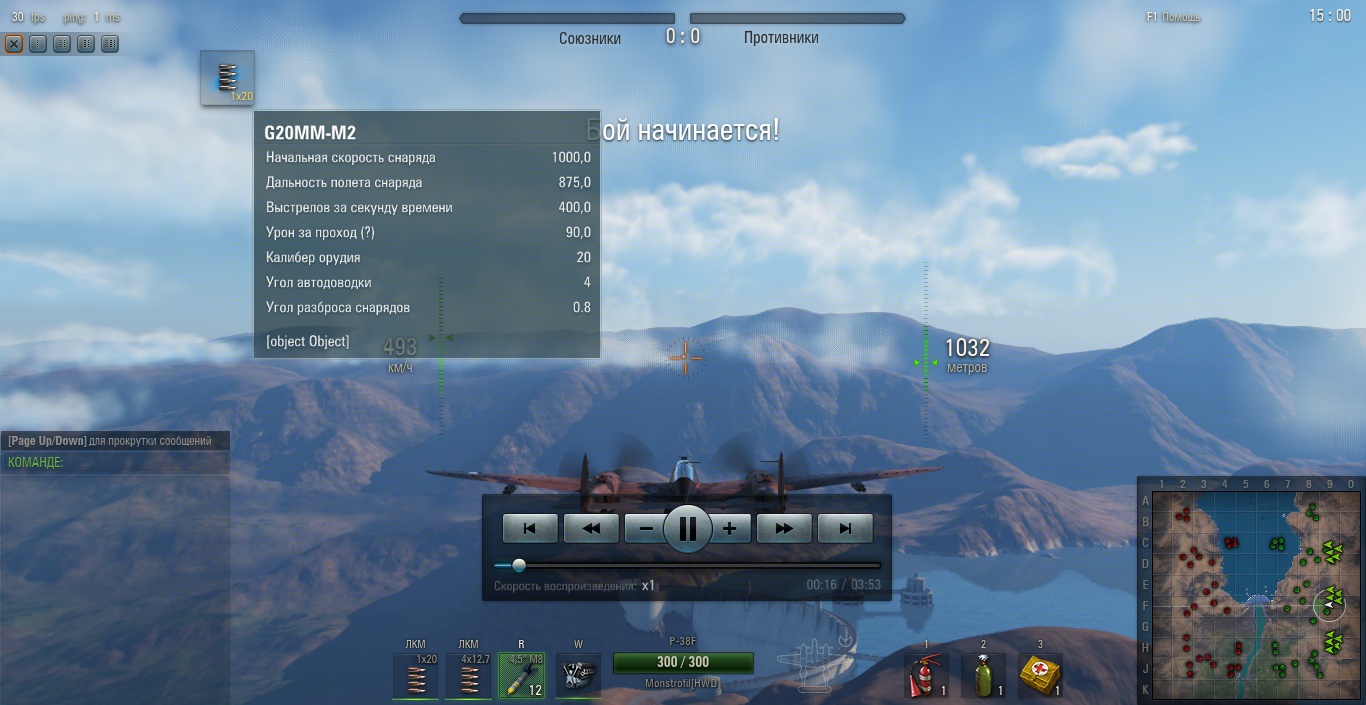 30 fps ping: 1 ms
F1 Помощь
15 : 00
Союзники 0 : 0 Противники
1x20
Бой начинается!
G20MM-M2
Начальная скорость снаряда 1000,0
Дальность полета снаряда 875,0
Выстрелов за секунду времени 400,0
Урон за проход (?) 90,0
Калибер орудия 20
Угол автодоводки 4
Угол разброса снарядов 0.8
[object Object]
493
км/ч
1032
метров
[Page Up/Down] для прокрутки сообщений
КОМАНДЕ:
Скорость воспроизведения: x1 00:16 / 03:53
ЛКМ ЛКМ R W
1x20 4x12.7 4,5" M8
12
P-38F
300 / 300
Monstrofil[HWD]
1 2 3
1 1 1
1 2 3 4 5 6 7 8 9 0
A
B
C
D
E
F
G
H
J
K